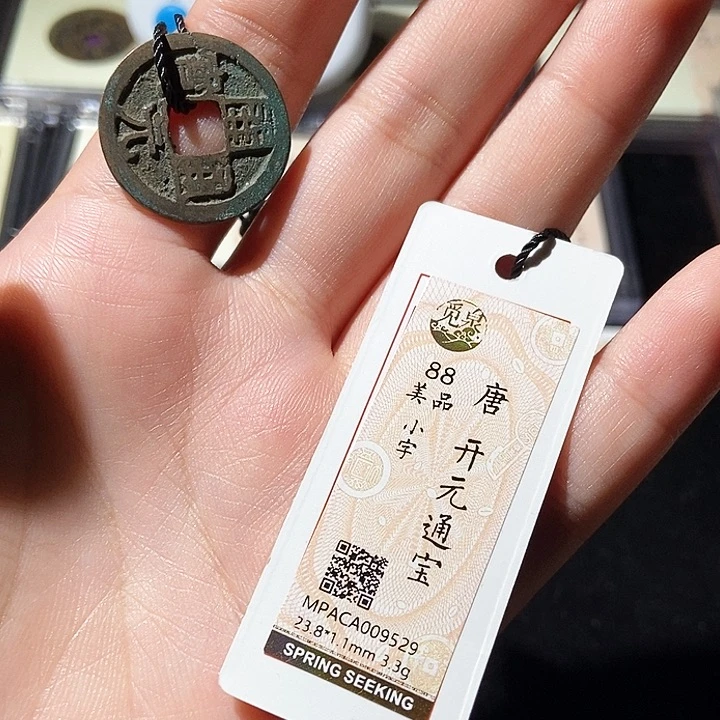 觅泉
唐 开元通宝
88
美品
小字
MPACA009529
23.8*1.1mm 3.3g
SPRING SEEKING